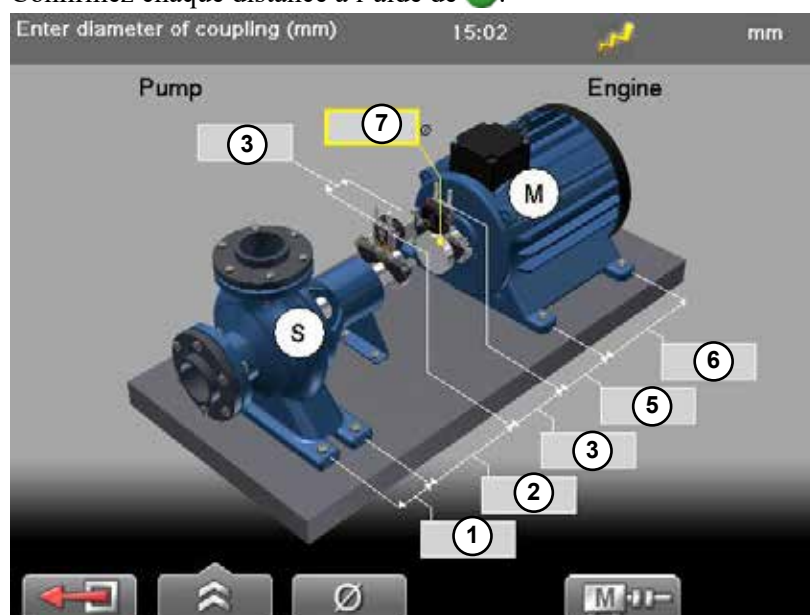 Confirmez chaque distance à l'aide de
Enter diameter of coupling (mm) 15:02 mm
Pump Engine
7 Ø
3
M
S
6
5
3
2
1
Ø M